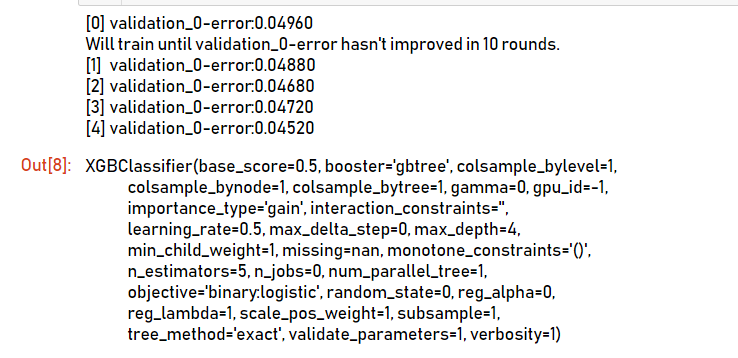 [0] validation_0-error:0.04960
Will train until validation_0-error hasn't improved in 10 rounds.
[1] validation_0-error:0.04880
[2] validation_0-error:0.04680
[3] validation_0-error:0.04720
[4] validation_0-error:0.04520
Out[8]: XGBClassifier(base_score=0.5, booster='gbtree', colsample_bylevel=1,
colsample_bynode=1, colsample_bytree=1, gamma=0, gpu_id=-1,
importance_type='gain', interaction_constraints='',
learning_rate=0.5, max_delta_step=0, max_depth=4,
min_child_weight=1, missing=nan, monotone_constraints='()',
n_estimators=5, n_jobs=0, num_parallel_tree=1,
objective='binary:logistic', random_state=0, reg_alpha=0,
reg_lambda=1, scale_pos_weight=1, subsample=1,
tree_method='exact', validate_parameters=1, verbosity=1)